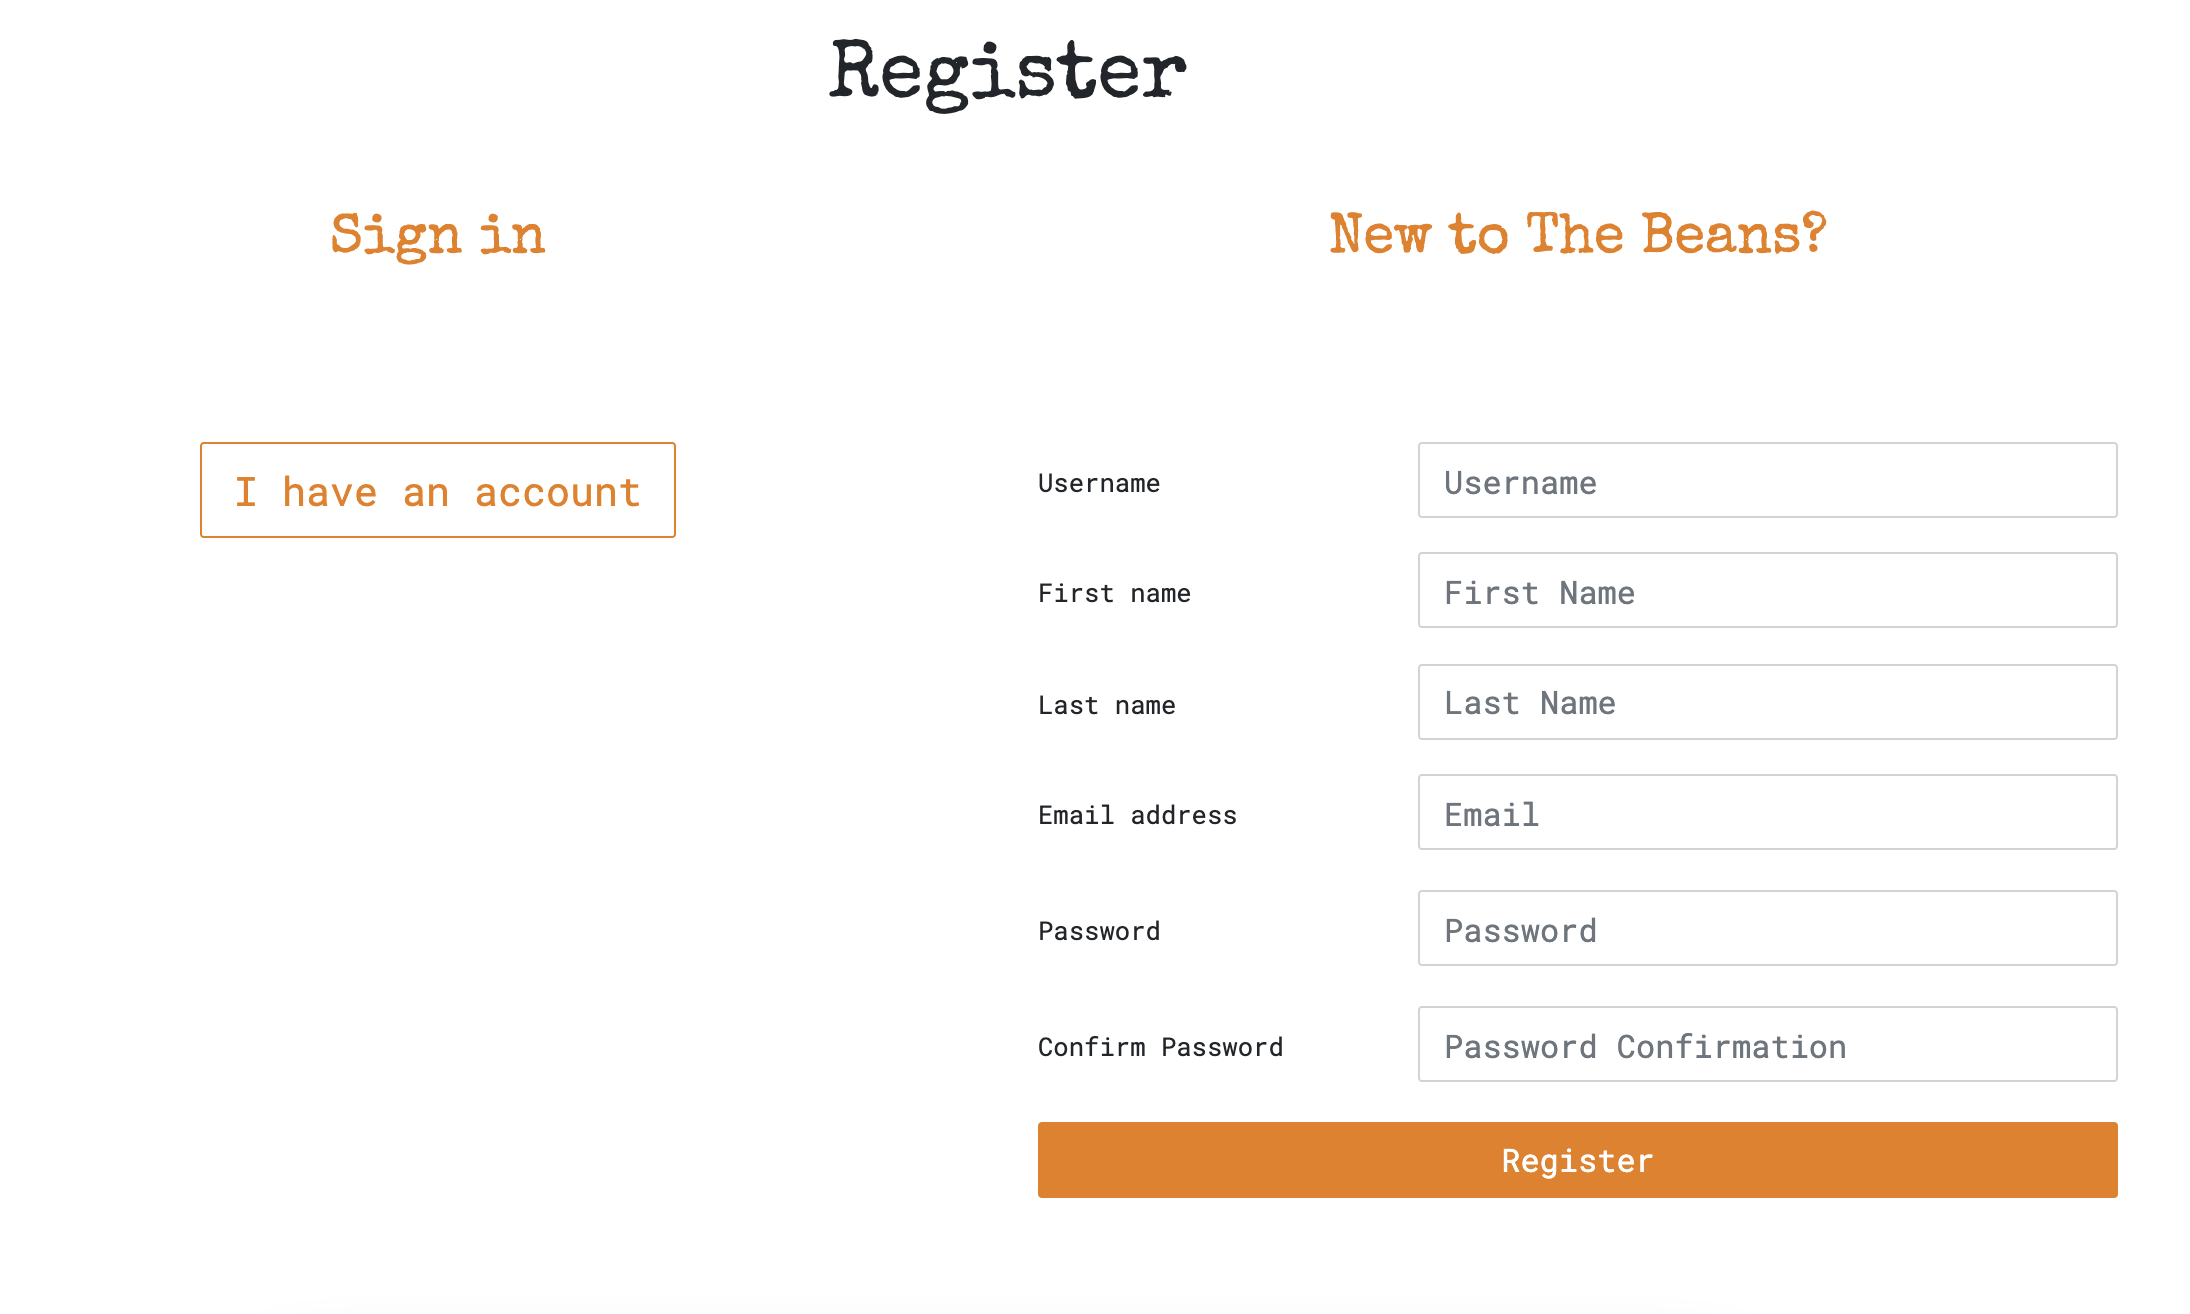 Register
Sign in
New to The Beans?
I have an account
Username
Username
First name
First Name
Last name
Last Name
Email address
Email
Password
Password
Confirm Password
Password Confirmation
Register